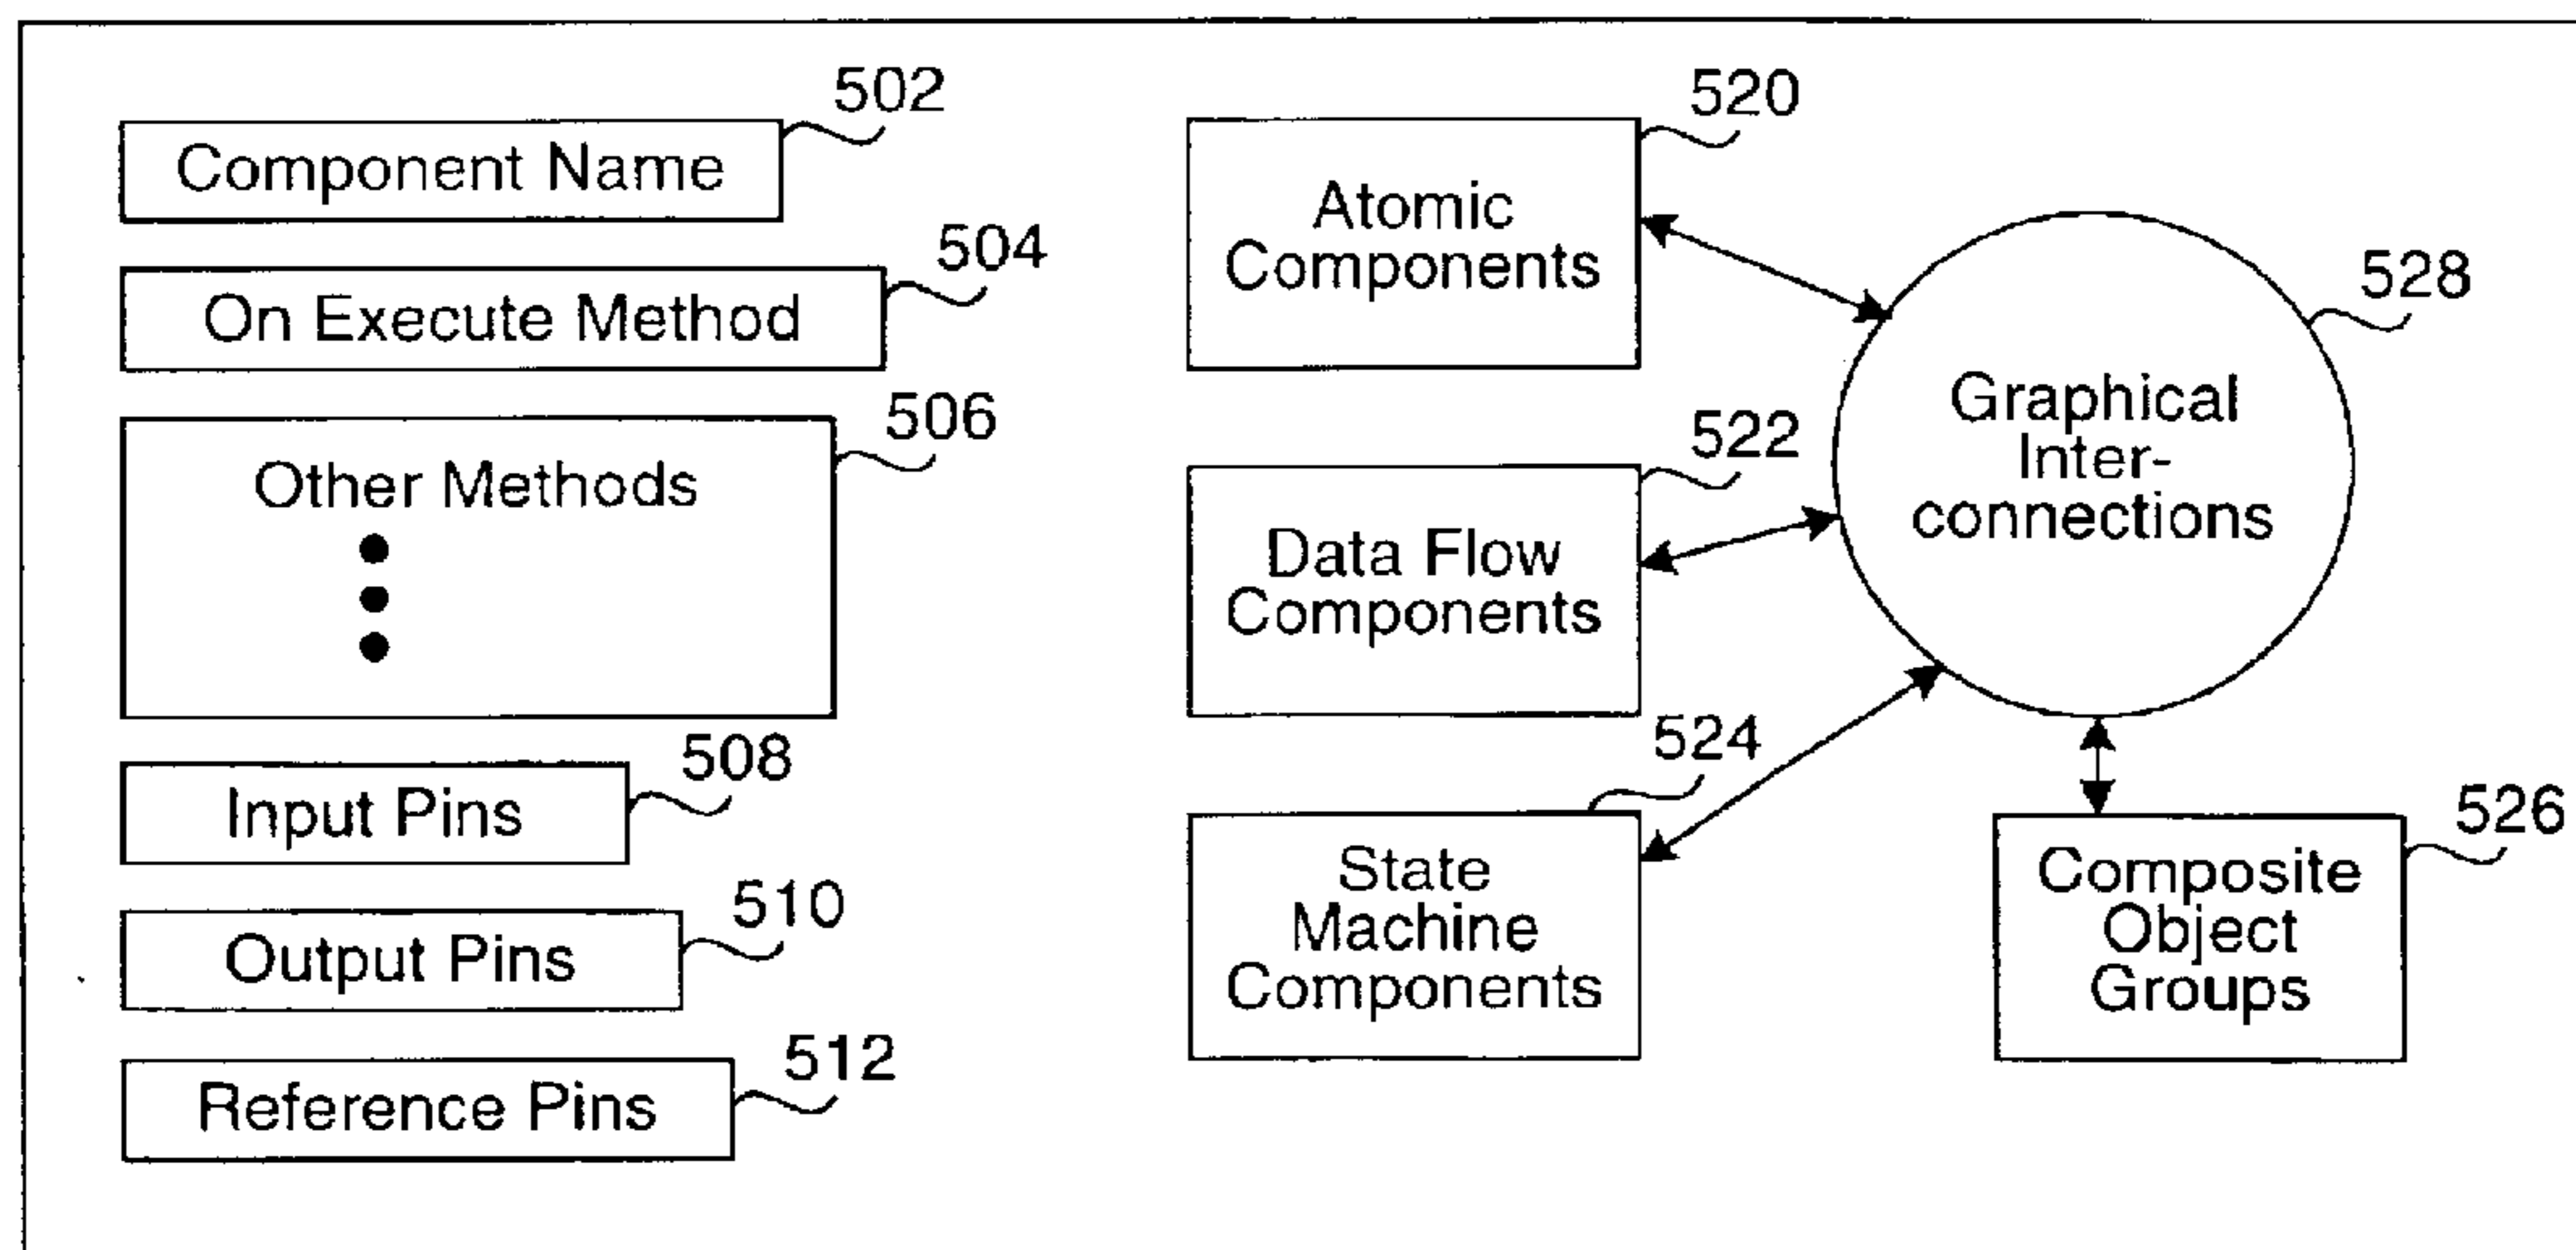 502
Component Name
504
On Execute Method
506
Other Methods
508
Input Pins
510
Output Pins
512
Reference Pins
520
Atomic
Components
522
Data Flow
Components
524
State
Machine
Components
528
Graphical
Inter-
connections
526
Composite
Object
Groups